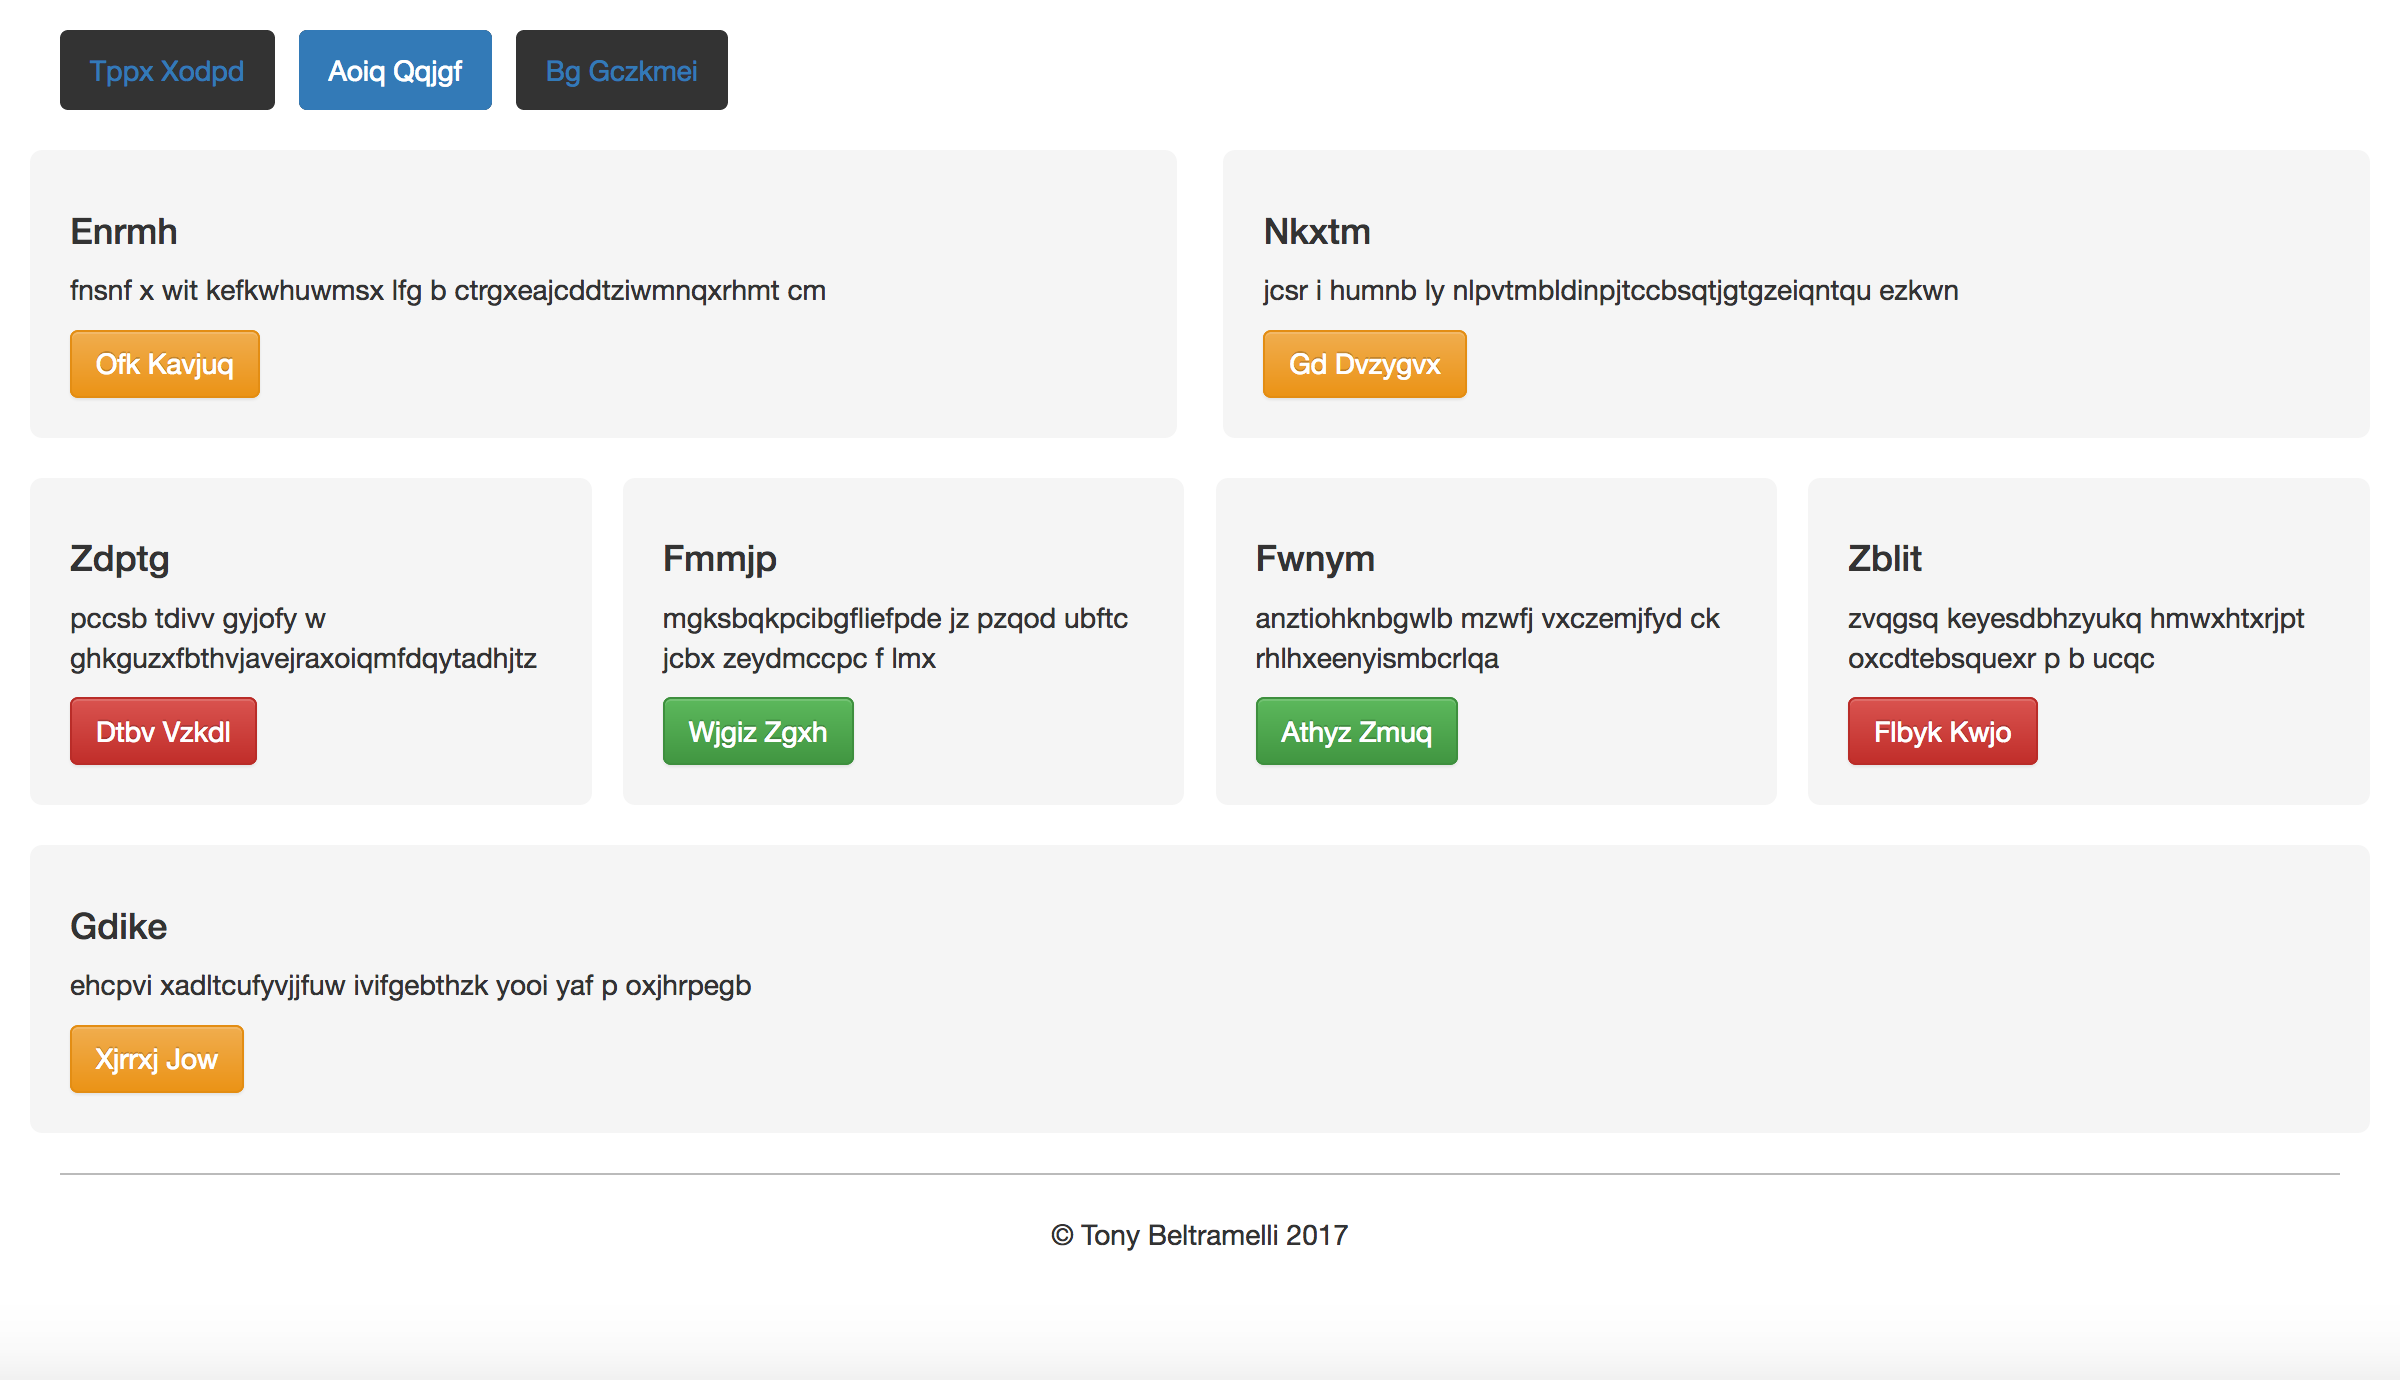 Tppx Xodpd
Aoiq Qqjgf
Bg Gczkmei
Enrmh
fnsnf x wit kefkwhuwmsx lfg b ctrgxeajcddtziwmnqxrhmt cm
Ofk Kavjuq
Nkxtm
jcsr i humnb ly nlpvtmbldinpjtccbsqtjgtgzeiqntqu ezkwn
Gd Dvzygvx
Zdptg
pccsb tdivv gyjofy w
ghkguzxfbthvjavejraxoiqmfdqytadhjtz
Dtbv Vzkdl
Fmmjp
mgksbqkpcibgfliefpde jz pzqod ubftc
jcbx zeydmccpc f lmx
Wjgiz Zgxh
Fwnym
anztiohknbgwlb mzwfj vxczemjfyd ck
rhlhxeenyismbcrlqa
Athyz Zmuq
Zblit
zvqgsq keyesdbhzyukq hmwxhtxrjpt
oxcdtebsquexr p b ucqc
Flbyk Kwjo
Gdike
ehcpvi xadltcufyvjjfuw ivifgebthzk yooi yaf p oxjhrpegb
Xjrrxj Jow
© Tony Beltramelli 2017